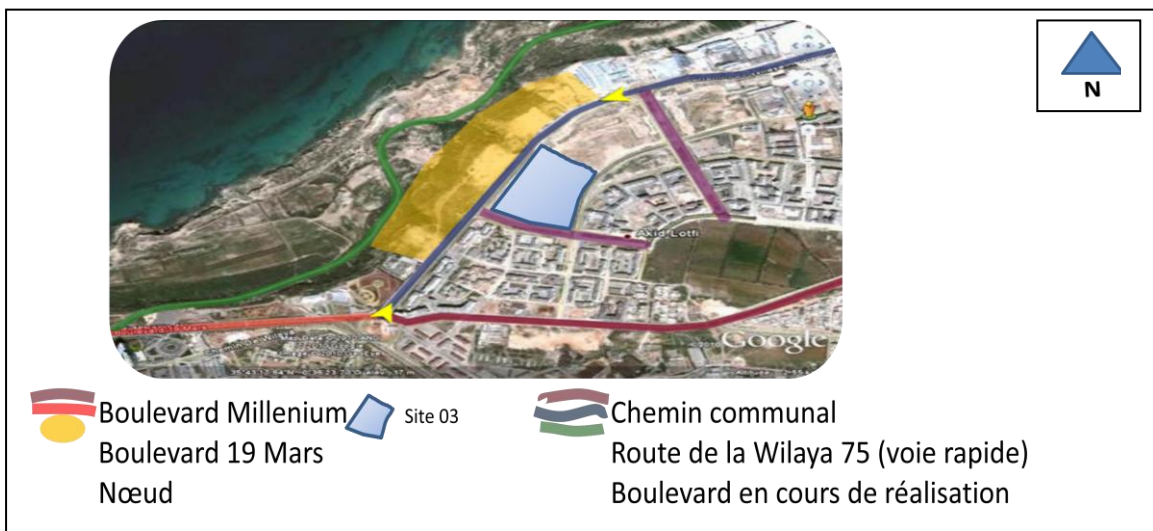 N
Akid Lotfi
Google
Boulevard Millenium
Site 03
Boulevard 19 Mars
Nœud
Chemin communal
Route de la Wilaya 75 (voie rapide)
Boulevard en cours de réalisation